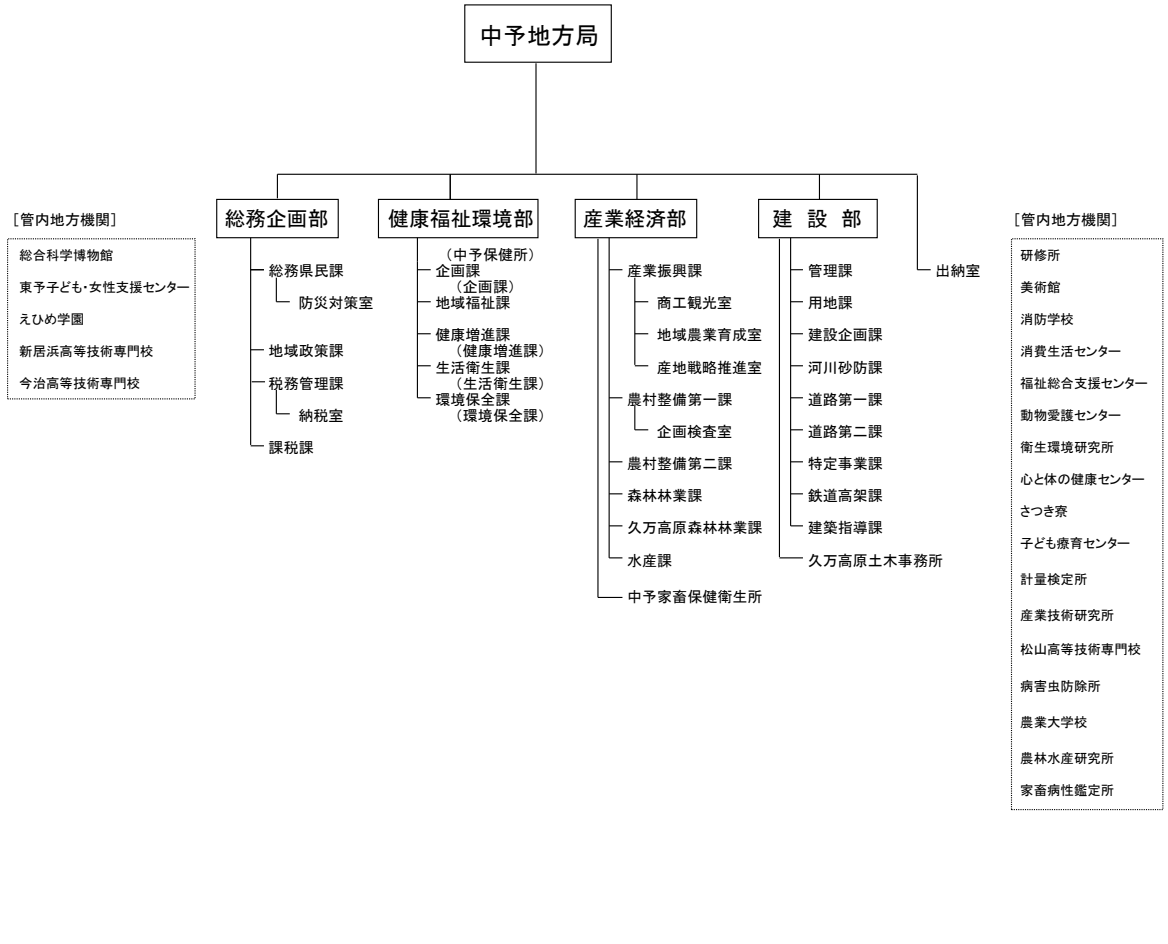 中予地方局
[管内地方機関]
総合科学博物館
東予子ども・女性支援センター
えひめ学園
新居浜高等技術専門校
今治高等技術専門校
総務企画部
総務県民課
防災対策室
地域政策課
税務管理課
納税室
課税課
健康福祉環境部
（中予保健所）
企画課
（企画課）
地域福祉課
健康増進課
（健康増進課）
生活衛生課
（生活衛生課）
環境保全課
（環境保全課）
産業経済部
産業振興課
商工観光室
地域農業育成室
産地戦略推進室
農村整備第一課
企画検査室
農村整備第二課
森林林業課
久万高原森林林業課
水産課
中予家畜保健衛生所
建設部
管理課
用地課
建設企画課
河川砂防課
道路第一課
道路第二課
特定事業課
鉄道高架課
建築指導課
久万高原土木事務所
出納室
[管内地方機関]
研修所
美術館
消防学校
消費生活センター
福祉総合支援センター
動物愛護センター
衛生環境研究所
心と体の健康センター
さつき寮
子ども療育センター
計量検定所
産業技術研究所
松山高等技術専門校
病害虫防除所
農業大学校
農林水産研究所
家畜病性鑑定所